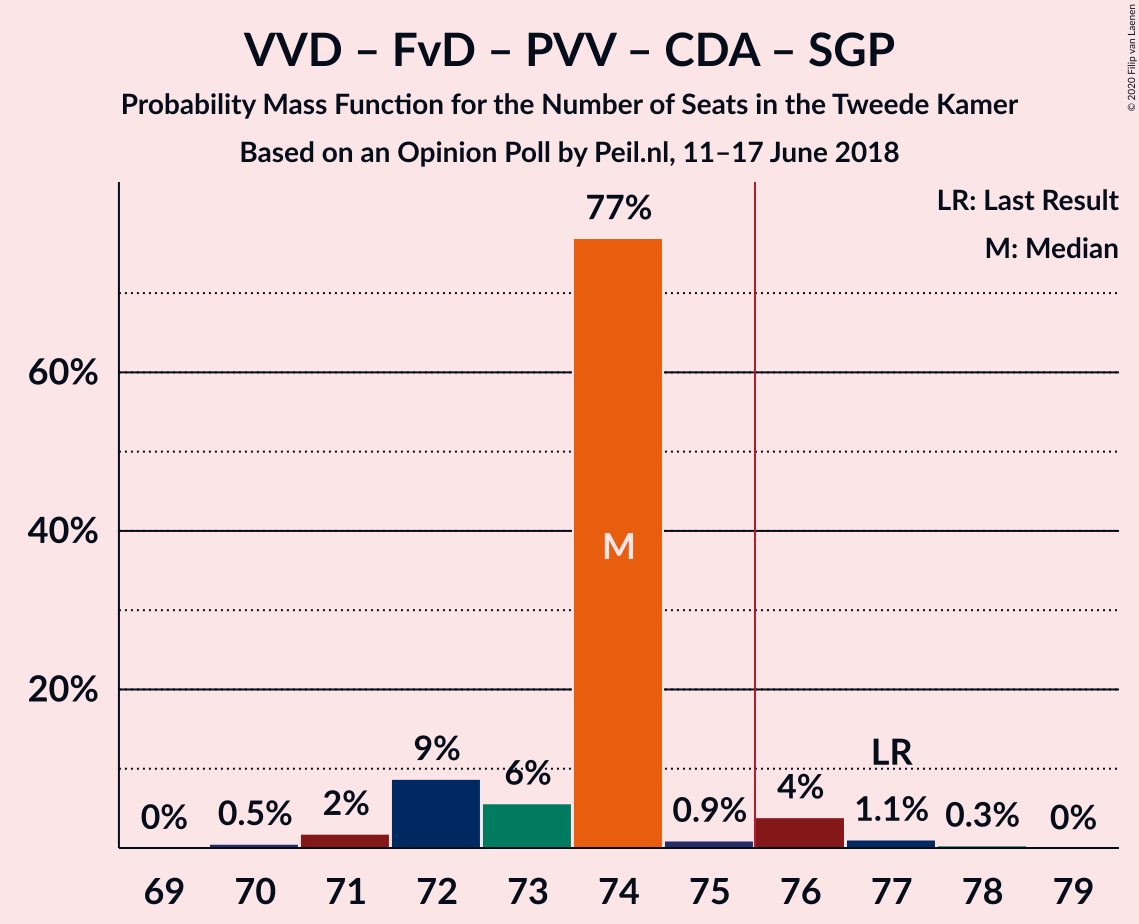 VVD – FvD – PVV – CDA – SGP
Probability Mass Function for the Number of Seats in the Tweede Kamer
Based on an Opinion Poll by Peil.nl, 11–17 June 2018
© 2020 Filip van Laenen
LR: Last Result
M: Median
60%
40%
20%
0%
0.5%
2%
9%
6%
77%
M
0.9%
4%
LR
1.1%
0.3%
0%
69 70 71 72 73 74 75 76 77 78 79